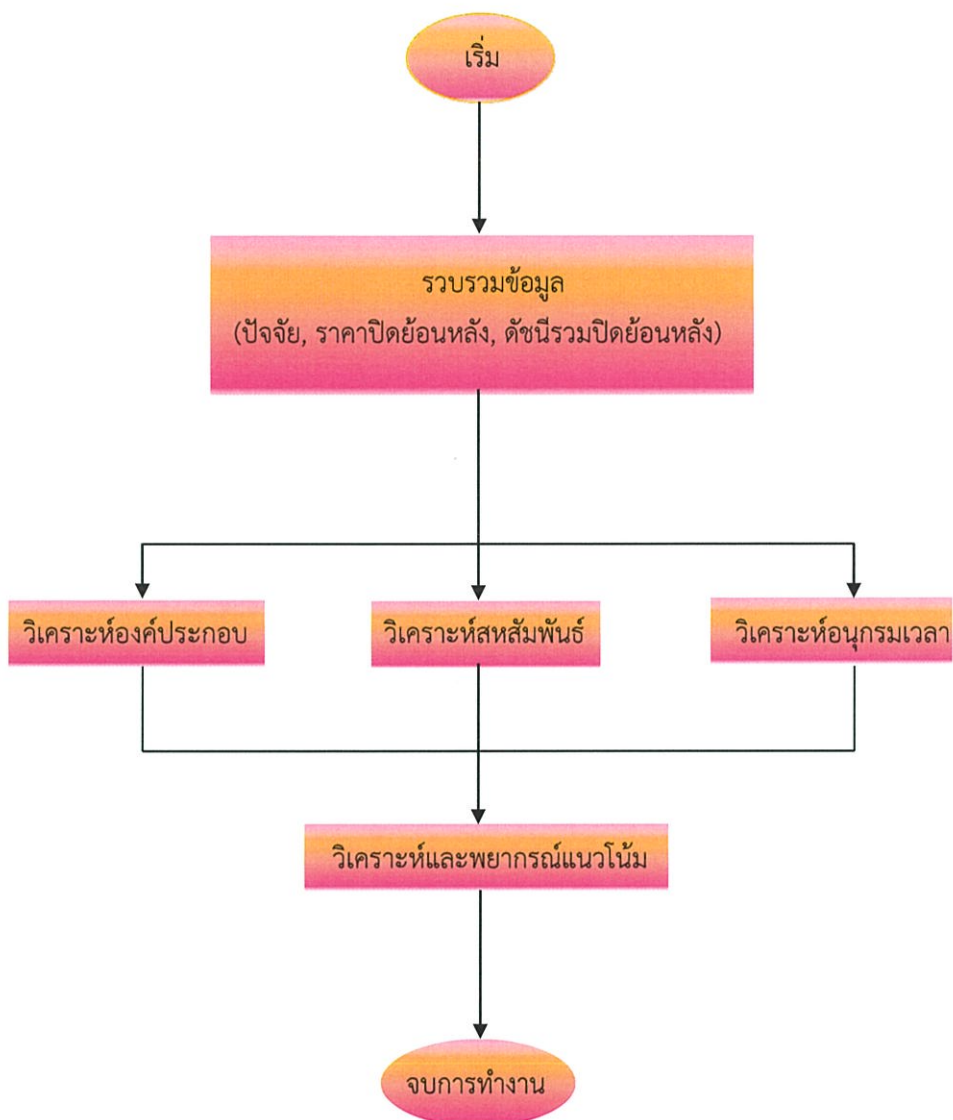 เริ่ม
รวบรวมข้อมูล
(ปัจจัย, ราคาปิดย้อนหลัง, ดัชนีรวมปิดย้อนหลัง)
วิเคราะห์องค์ประกอบ
วิเคราะห์สหสัมพันธ์
วิเคราะห์อนุกรมเวลา
วิเคราะห์และพยากรณ์แนวโน้ม
จบการทำงาน